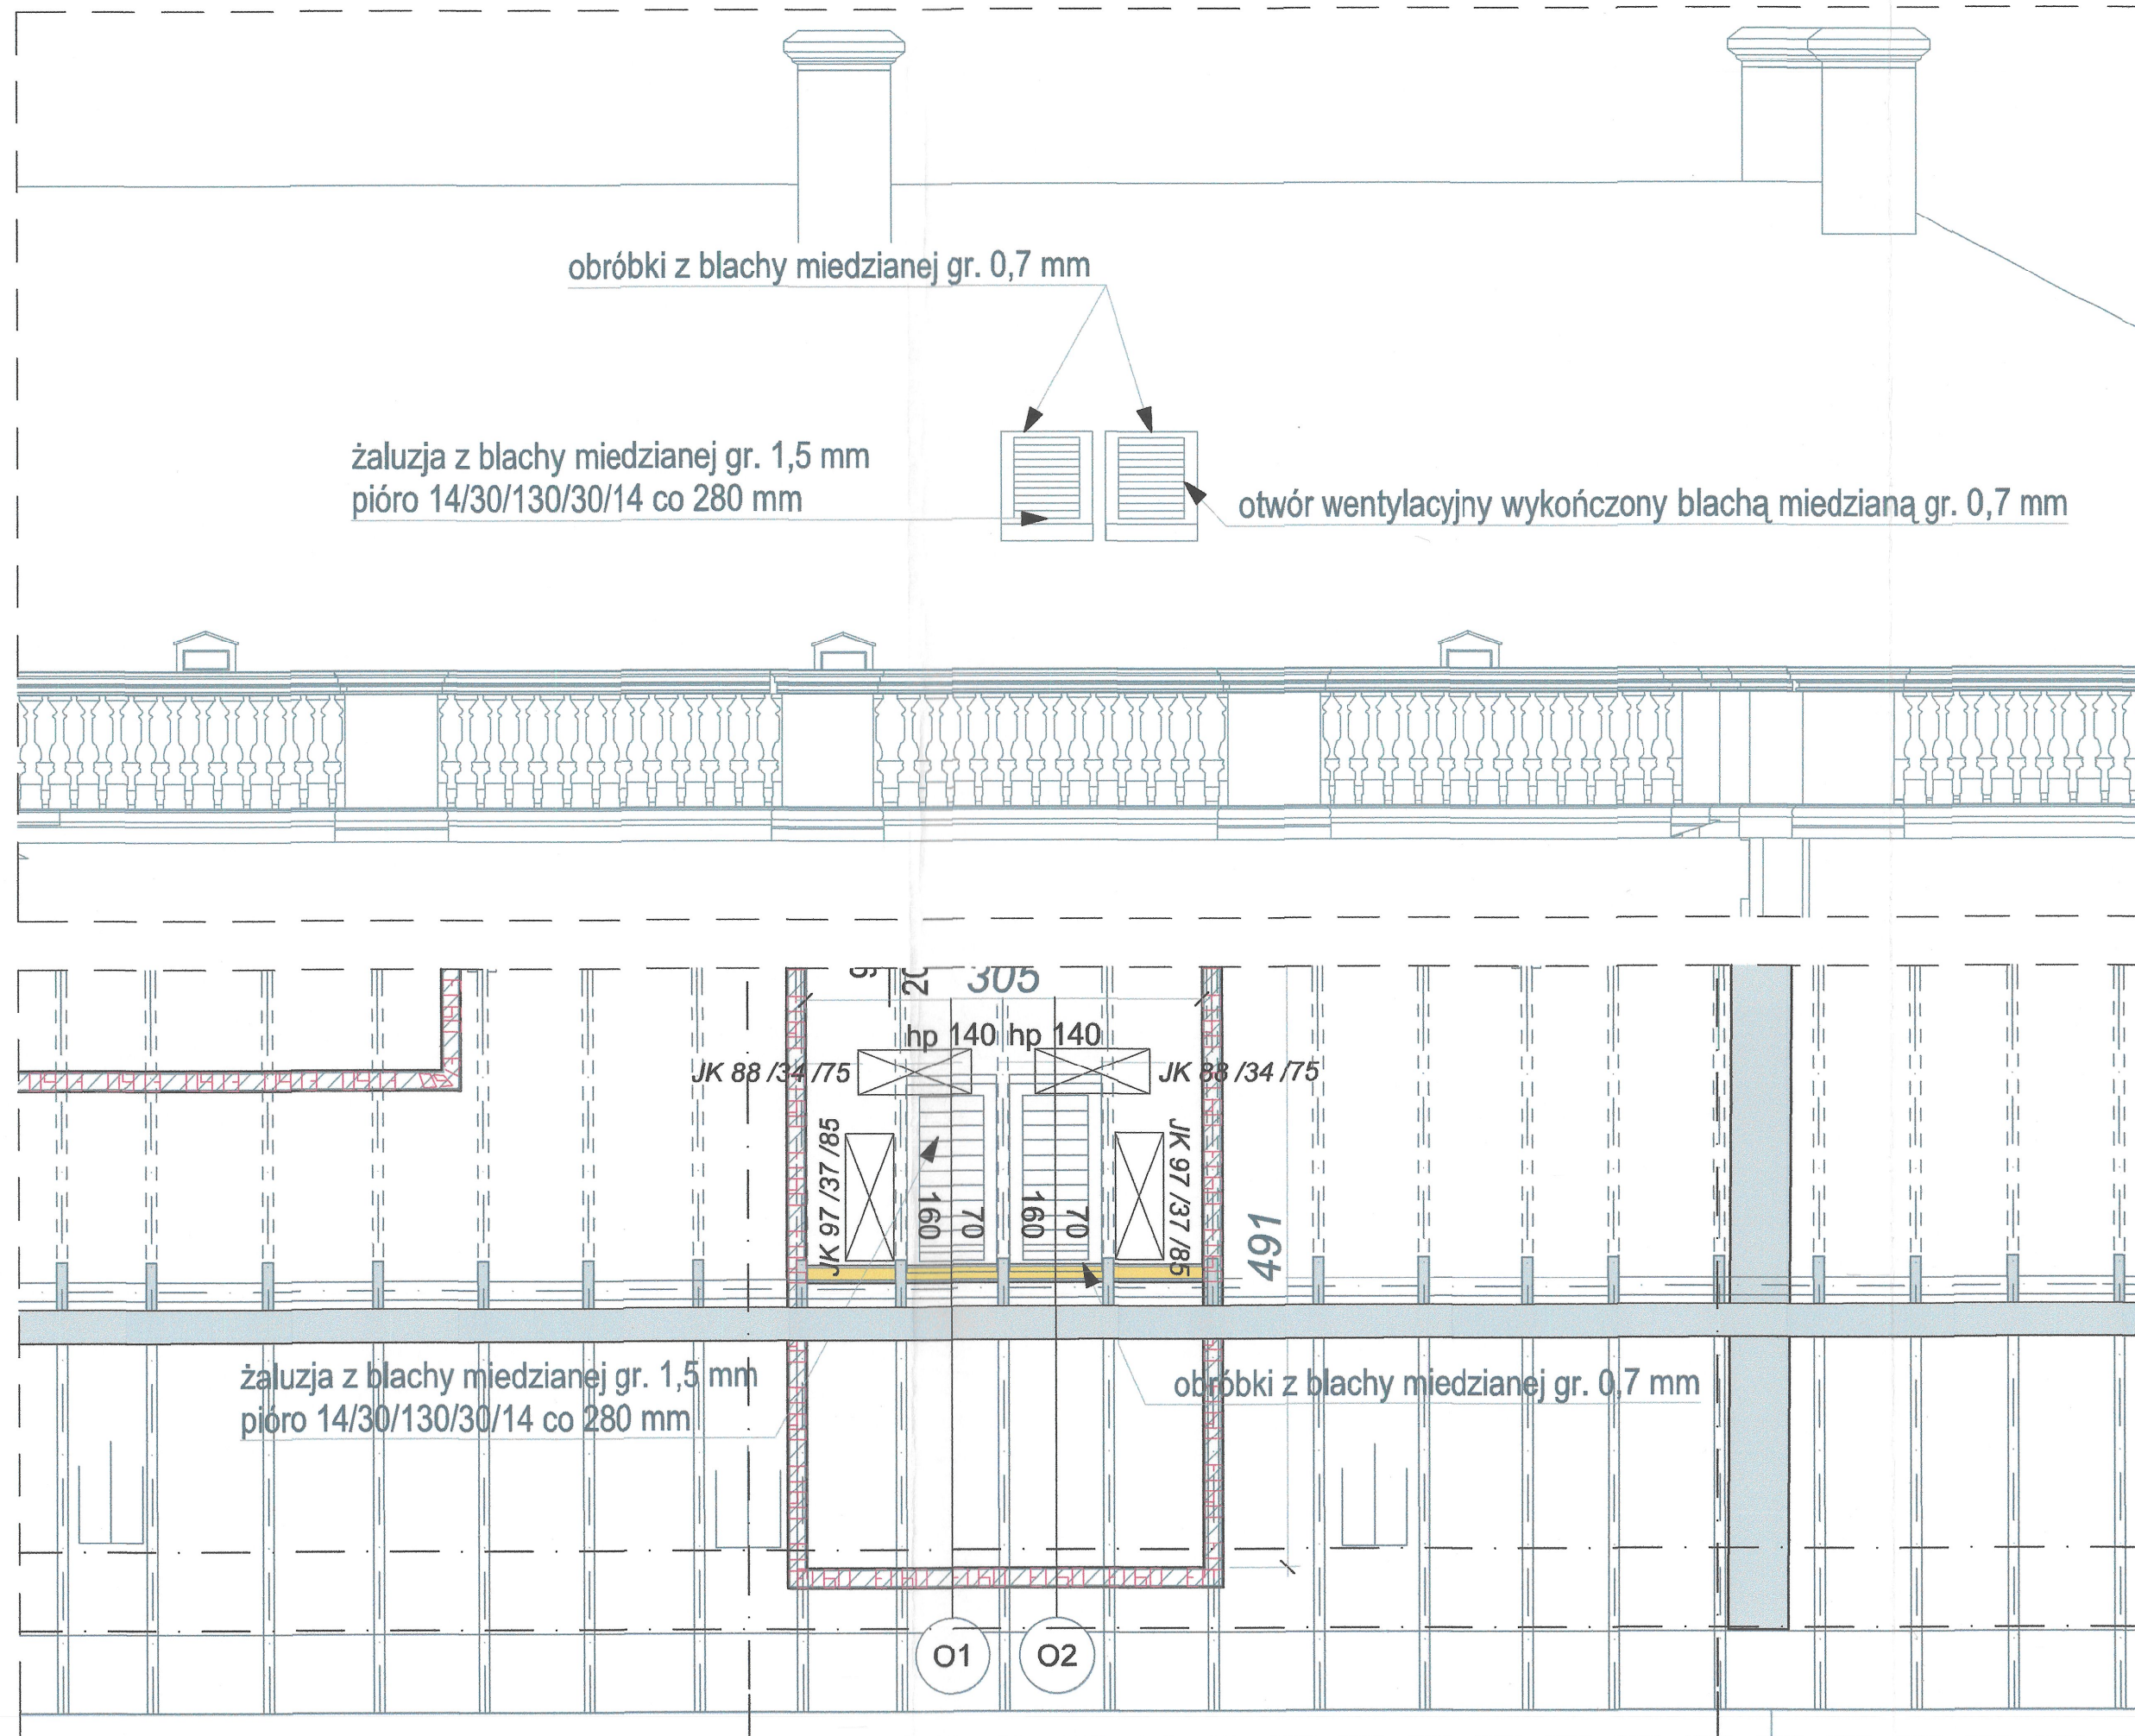 obróbki z blachy miedzianej gr. 0,7 mm
żaluzja z blachy miedzianej gr. 1,5 mm
pióro 14/30/130/30/14 co 280 mm
otwór wentylacyjny wykończony blachą miedzianą gr. 0,7 mm
305
hp 140 hp 140
JK 88 /34 /75
JK 88 /34 /75
JK 97 /37 /85
160
70
160
70
JK 97 /37 /85
491
żaluzja z blachy miedzianej gr. 1,5 mm
pióro 14/30/130/30/14 co 280 mm
obróbki z blachy miedzianej gr. 0,7 mm
O1
O2